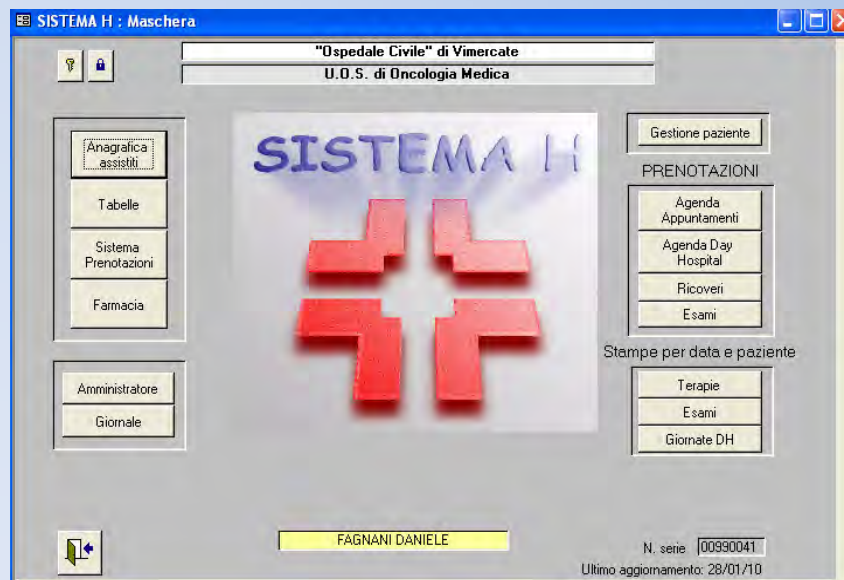 SISTEMA H : Maschera
"Ospedale Civile" di Vimercate
U.O.S. di Oncologia Medica
Anagrafica
assistiti
Tabelle
Sistema
Prenotazioni
Farmacia
Amministratore
Giornale
SISTEMA H
Gestione paziente
PRENOTAZIONI
Agenda
Appuntamenti
Agenda Day
Hospital
Ricoveri
Esami
Stampe per data e paziente
Terapie
Esami
Giornate DH
FAGNANI DANIELE
N. serie 00990041
Ultimo aggiornamento: 28/01/10